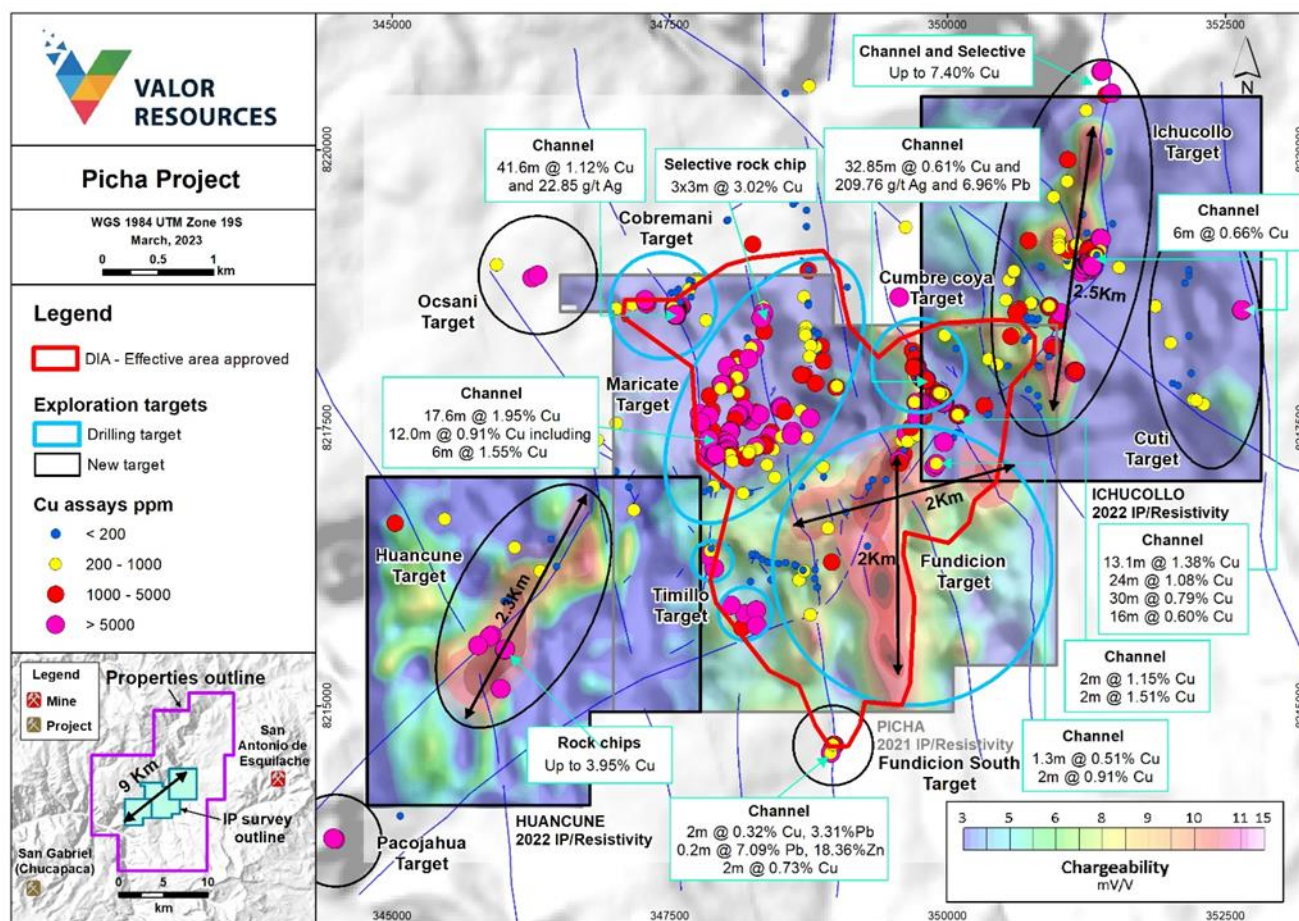 VALOR
RESOURCES
Picha Project
WGS 1984 UTM Zone 19S
March, 2023
0 0.5 1
km
Legend
DIA - Effective area approved
Exploration targets
Drilling target
New target
Cu assays ppm
< 200
200 - 1000
1000 - 5000
> 5000
Legend
Mine
Project
Properties outline
San
Antonio de
Esquilache
9 Km
IP survey
outline
San Gabriel
(Chucapaca)
0 5 10
km
345000
347500
350000
352500
8220000
8217500
8215000
N
Channel and Selective
Up to 7.40% Cu
Ichucollo
Target
Channel
41.6m @ 1.12% Cu
and 22.85 g/t Ag
Selective rock chip
3x3m @ 3.02% Cu
Channel
32.85m @ 0.61% Cu and
209.76 g/t Ag and 6.96% Pb
Channel
6m @ 0.66% Cu
Cobremani
Target
Ocsani
Target
Cumbre coya
Target
2.5Km
Maricate
Target
Channel
17.6m @ 1.95% Cu
12.0m @ 0.91% Cu including
6m @ 1.55% Cu
Cuti
Target
ICHUCOLLO
2022 IP/Resistivity
2Km
2Km
Huancune
Target
2.3Km
Timillo
Target
Fundicion
Target
Channel
13.1m @ 1.38% Cu
24m @ 1.08% Cu
30m @ 0.79% Cu
16m @ 0.60% Cu
Channel
2m @ 1.15% Cu
2m @ 1.51% Cu
Rock chips
Up to 3.95% Cu
PICHA
2021 IP/Resistivity
Fundicion South
Target
Channel
1.3m @ 0.51% Cu
2m @ 0.91% Cu
HUANCUNE
2022 IP/Resistivity
Pacojahua
Target
Channel
2m @ 0.32% Cu, 3.31%Pb
0.2m @ 7.09% Pb, 18.36%Zn
2m @ 0.73% Cu
3 5 6 8 10 11 15
Chargeability
mV/V
345000
347500
350000
352500
8220000
8217500
8215000